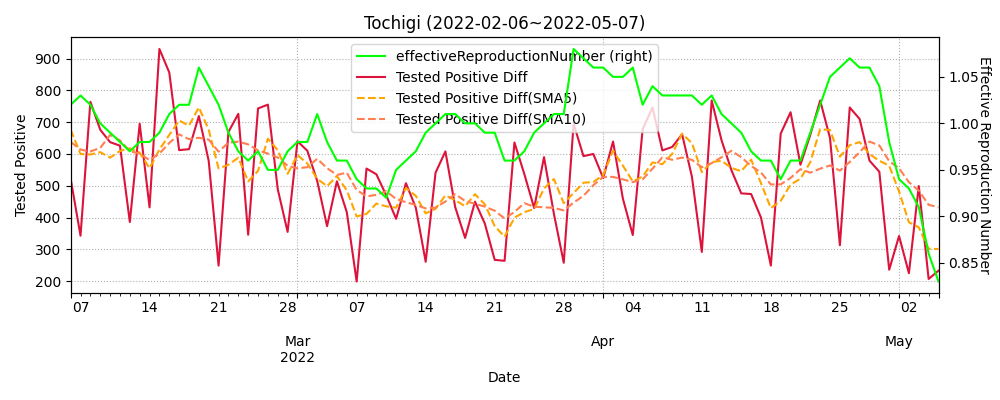 Tochigi (2022-02-06~2022-05-07)
effectiveReproductionNumber (right)
Tested Positive Diff
Tested Positive Diff(SMA5)
Tested Positive Diff(SMA10)
Tested Positive
900
800
700
600
500
400
300
200
1.05
1.00
0.95
0.90
0.85
Effective Reproduction Number
07 14 21 28 07 14 21 28 04 11 18 25 02
Mar Apr May
2022
Date